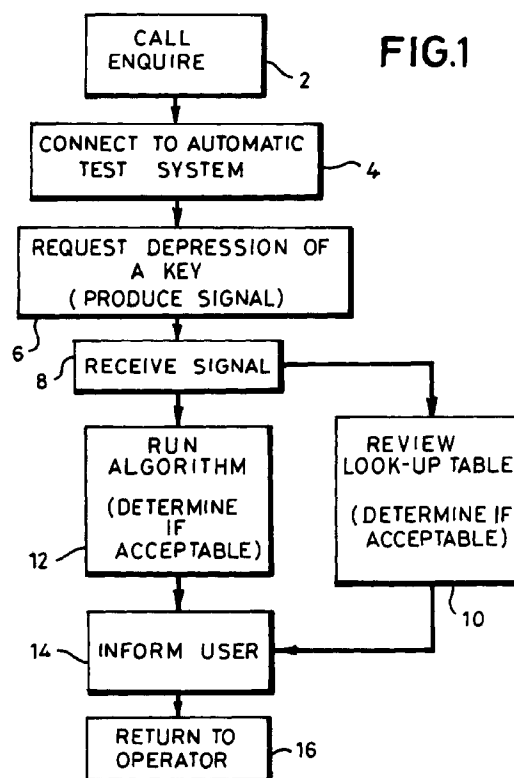 FIG.1
CALL
ENQUIRE
2
CONNECT TO AUTOMATIC
TEST SYSTEM
4
REQUEST DEPRESSION OF
A KEY
(PRODUCE SIGNAL)
6
8
RECEIVE SIGNAL
RUN
ALGORITHM
(DETERMINE
IF
ACCEPTABLE)
12
REVIEW
LOOK-UP TABLE
(DETERMINE IF
ACCEPTABLE)
10
14
INFORM USER
RETURN TO
OPERATOR
16